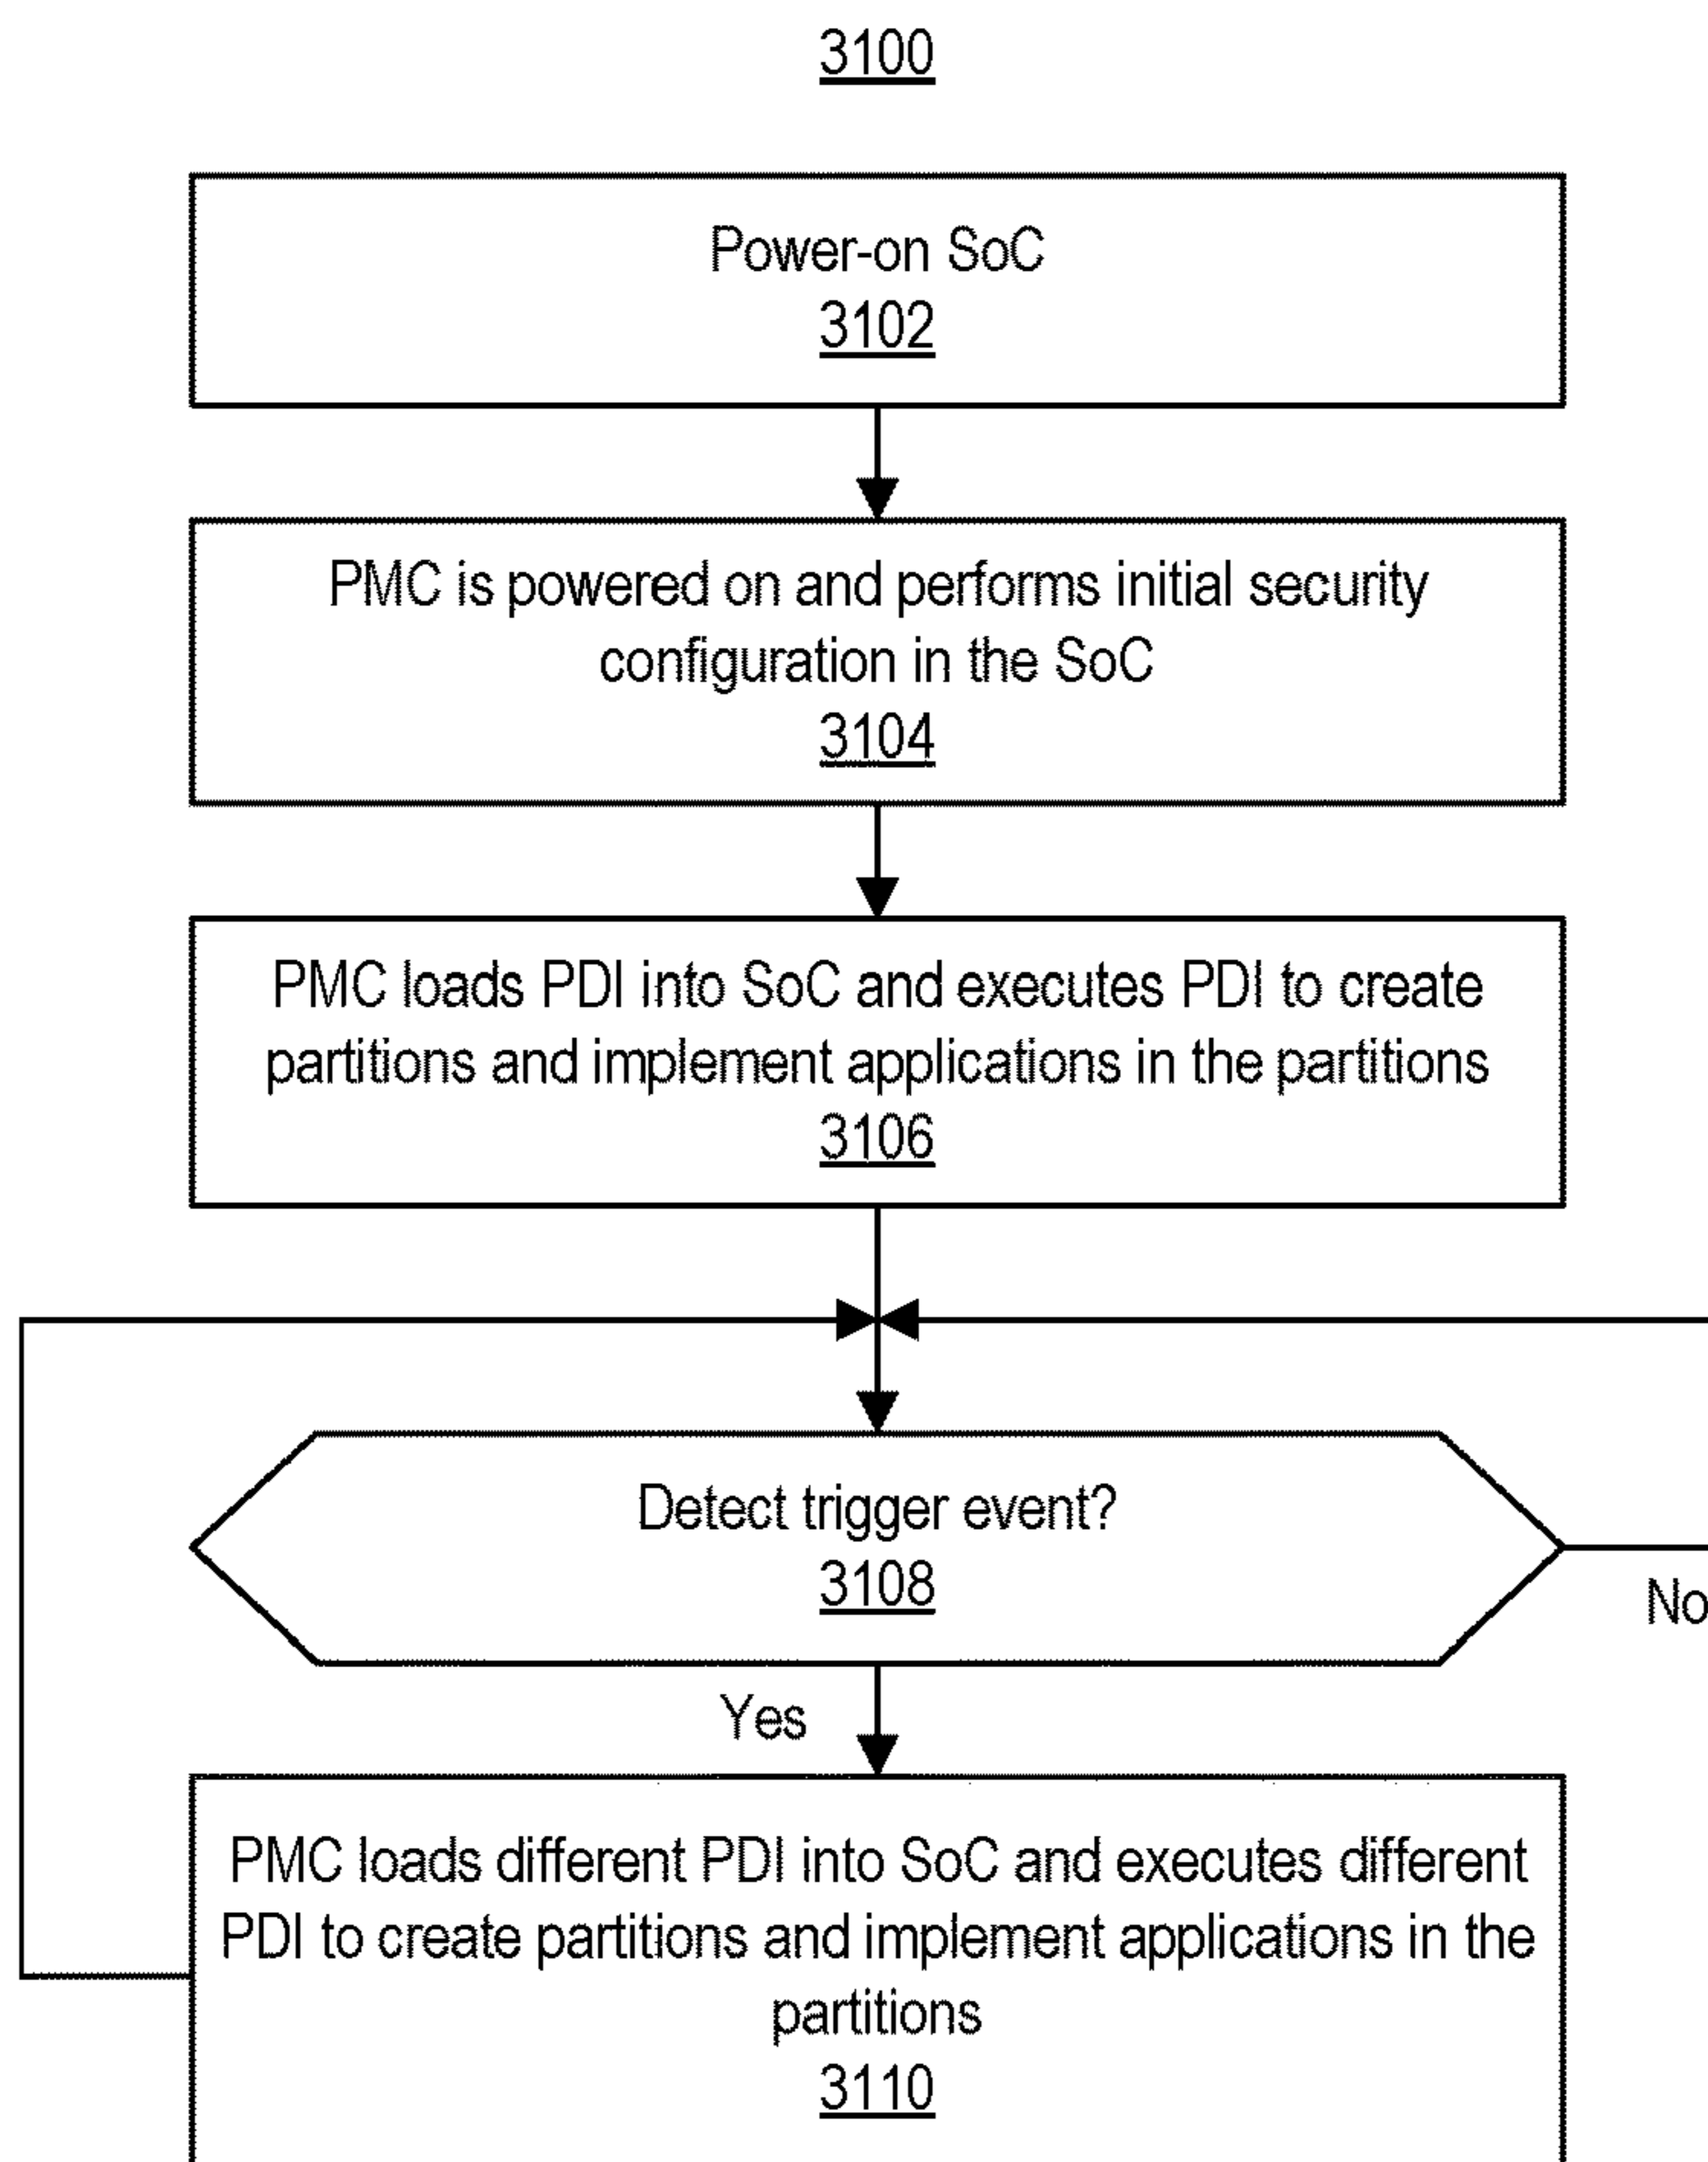 3100
Power-on SoC
3102
PMC is powered on and performs initial security
configuration in the SoC
3104
PMC loads PDI into SoC and executes PDI to create
partitions and implement applications in the partitions
3106
Detect trigger event?
3108
No
Yes
PMC loads different PDI into SoC and executes different
PDI to create partitions and implement applications in the
partitions
3110